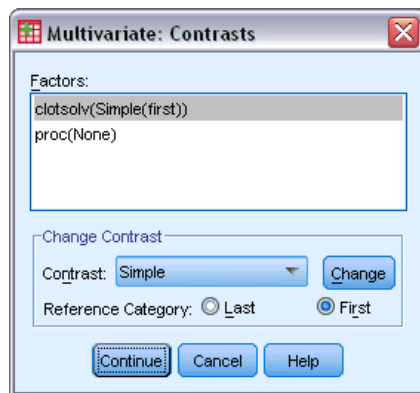 Multivariate: Contrasts
Factors:
clotsolv(Simple(first))
proc(None)
Change Contrast
Contrast: Simple Change
Reference Category: Last First
Continue Cancel Help